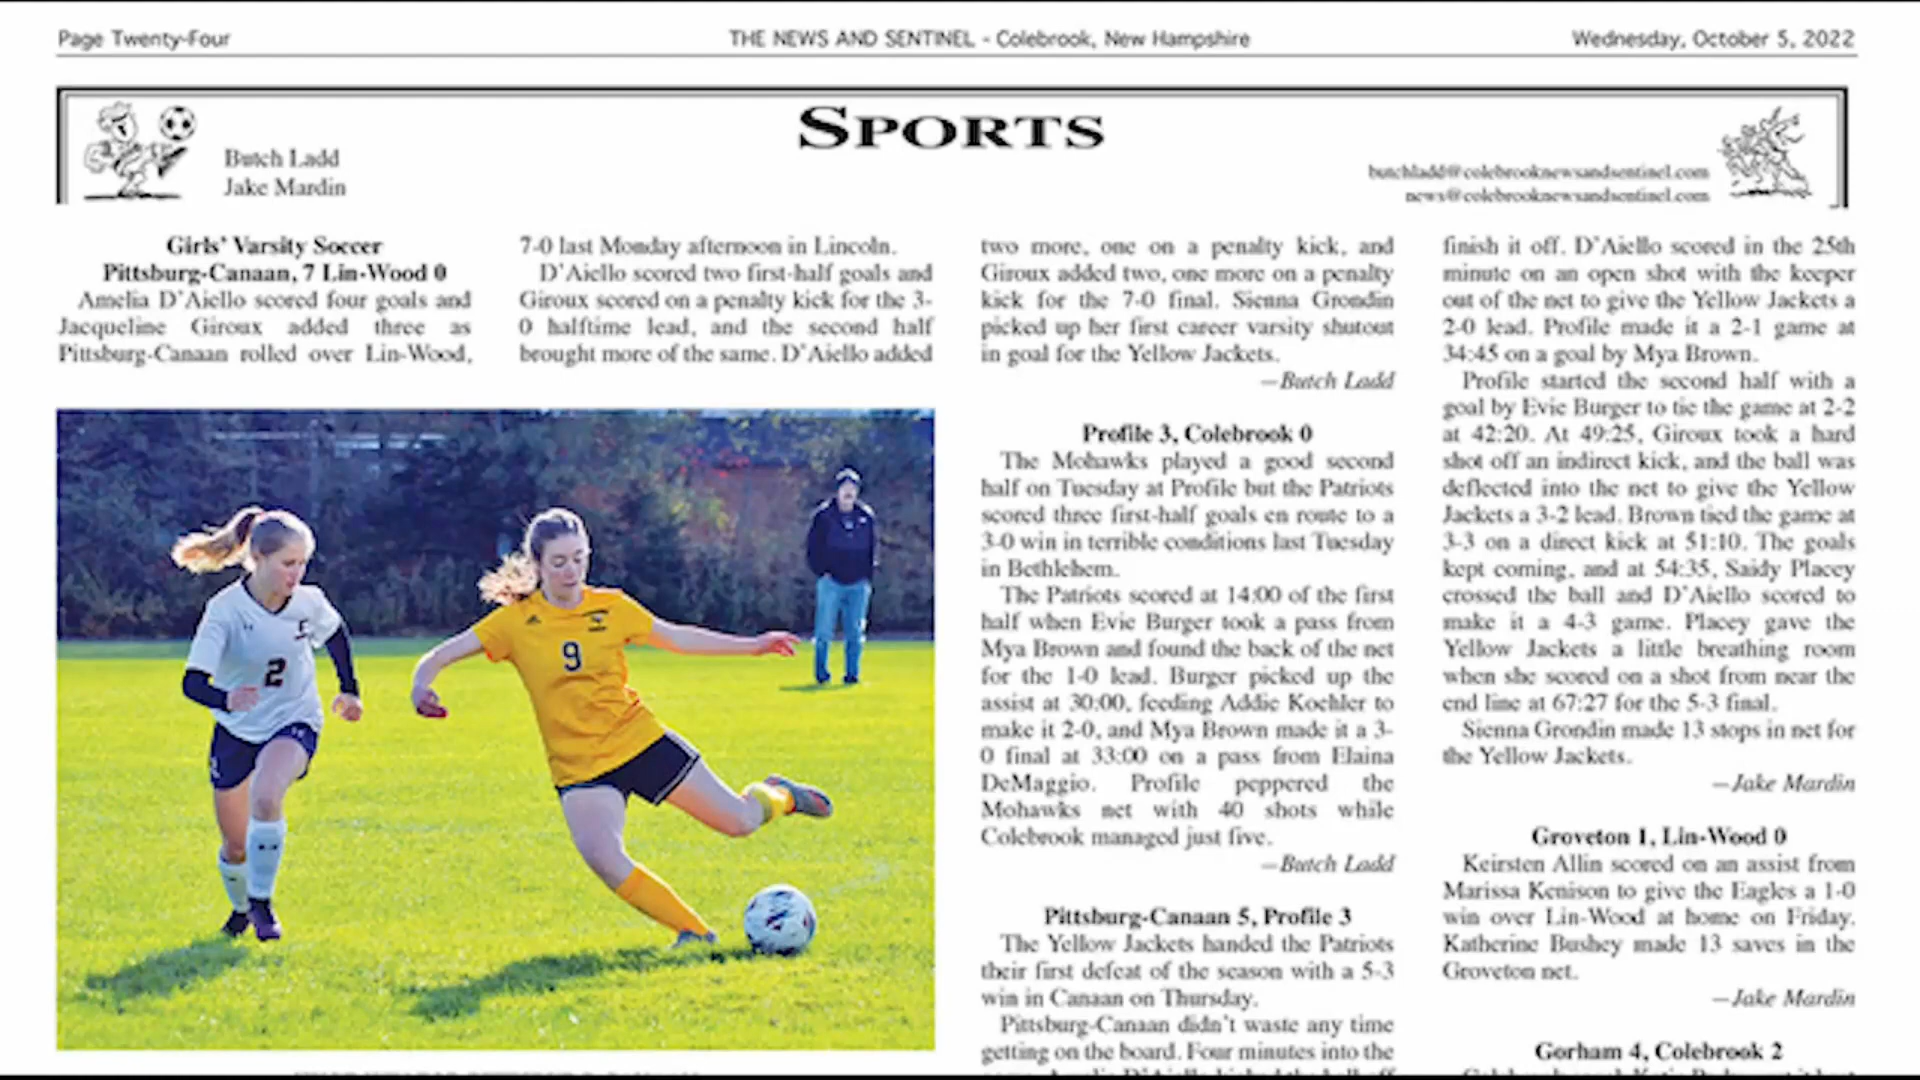 Page Twenty-Four
THE NEWS AND SENTINEL - Colebrook, New Hampshire
Wednesday, October 5, 2022
SPORTS
Butch Ladd
Jake Mardin
butchladd@colebrooknewsandsentinel.com
news@colebrooknewsandsentinel.com
Girls' Varsity Soccer
Pittsburg-Canaan, 7 Lin-Wood 0
Amelia D'Aiello scored four goals and
Jacqueline Giroux added three as
Pittsburg-Canaan rolled over Lin-Wood,
7-0 last Monday afternoon in Lincoln.
D'Aiello scored two first-half goals and
Giroux scored on a penalty kick for the 3-
0 halftime lead, and the second half
brought more of the same. D'Aiello added
2
9
two more, one on a penalty kick, and
Giroux added two, one more on a penalty
kick for the 7-0 final. Sienna Grondin
picked up her first career varsity shutout
in goal for the Yellow Jackets.
—Butch Ladd
Profile 3, Colebrook 0
The Mohawks played a good second
half on Tuesday at Profile but the Patriots
scored three first-half goals en route to a
3-0 win in terrible conditions last Tuesday
in Bethlehem.
The Patriots scored at 14:00 of the first
half when Evie Burger took a pass from
Mya Brown and found the back of the net
for the 1-0 lead. Burger picked up the
assist at 30:00, feeding Addie Koehler to
make it 2-0, and Mya Brown made it a 3-
0 final at 33:00 on a pass from Elaina
DeMaggio. Profile peppered the
Mohawks net with 40 shots while
Colebrook managed just five.
—Butch Ladd
Pittsburg-Canaan 5, Profile 3
The Yellow Jackets handed the Patriots
their first defeat of the season with a 5-3
win in Canaan on Thursday.
Pittsburg-Canaan didn't waste any time
getting on the board. Four minutes into the
finish it off. D'Aiello scored in the 25th
minute on an open shot with the keeper
out of the net to give the Yellow Jackets a
2-0 lead. Profile made it a 2-1 game at
34:45 on a goal by Mya Brown.
Profile started the second half with a
goal by Evie Burger to tie the game at 2-2
at 42:20. At 49:25, Giroux took a hard
shot off an indirect kick, and the ball was
deflected into the net to give the Yellow
Jackets a 3-2 lead. Brown tied the game at
3-3 on a direct kick at 51:10. The goals
kept coming, and at 54:35, Saidy Placey
crossed the ball and D'Aiello scored to
make it a 4-3 game. Placey gave the
Yellow Jackets a little breathing room
when she scored on a shot from near the
end line at 67:27 for the 5-3 final.
Sienna Grondin made 13 stops in net for
the Yellow Jackets.
—Jake Mardin
Groveton 1, Lin-Wood 0
Keirsten Allin scored on an assist from
Marissa Kenison to give the Eagles a 1-0
win over Lin-Wood at home on Friday.
Katherine Bushey made 13 saves in the
Groveton net.
—Jake Mardin
Gorham 4, Colebrook 2